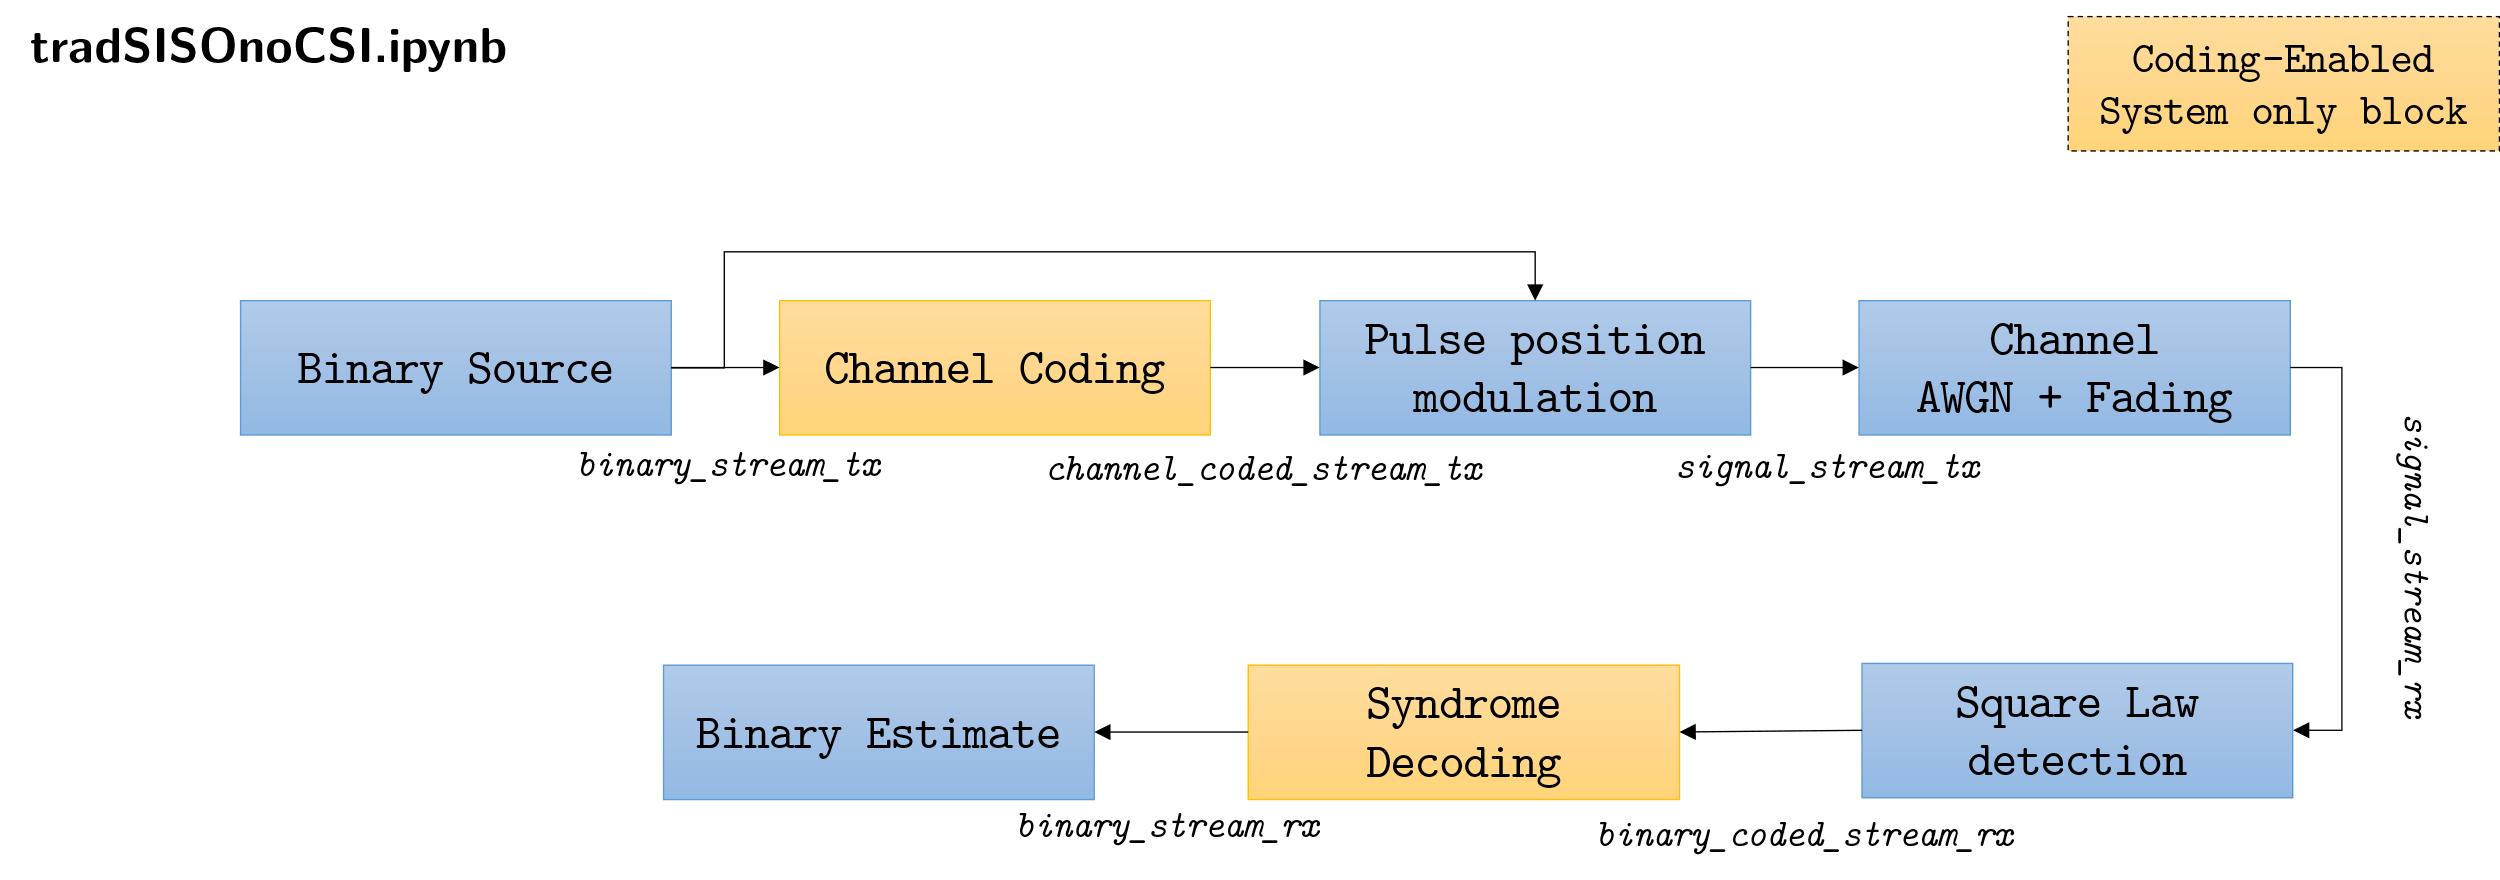 tradSISOnoCSI.ipynb
Coding-Enabled
System only block
Binary Source
Channel Coding
Pulse position
modulation
Channel
AWGN + Fading
binary_stream_tx
channel_coded_stream_tx
signal_stream_tx
signal_stream_rx
Binary Estimate
Syndrome
Decoding
Square Law
detection
binary_stream_rx
binary_coded_stream_rx